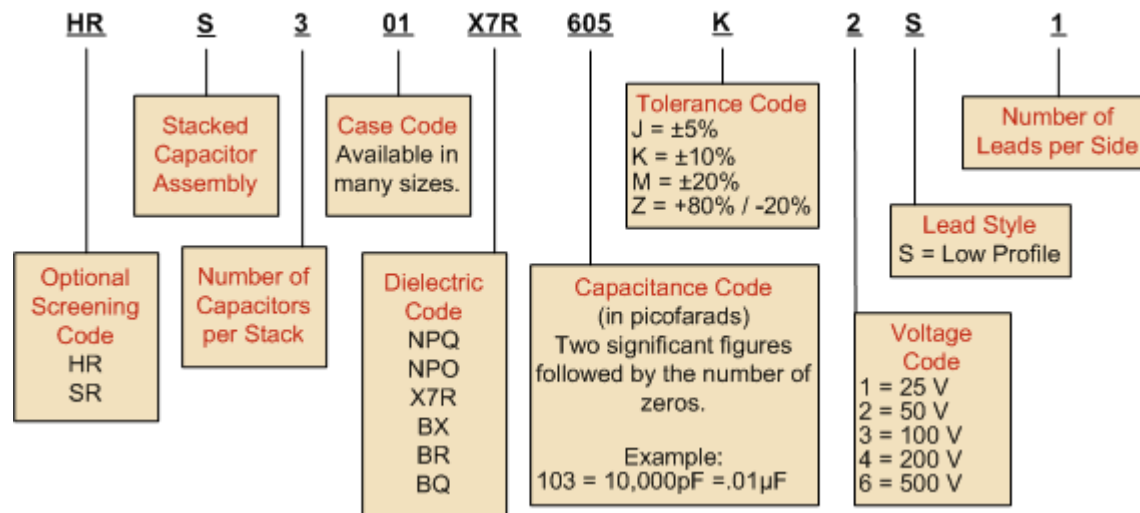 HR S 3 01 X7R 605 K 2 S 1
Stacked
Capacitor
Assembly
Case Code
Available in
many sizes.
Tolerance Code
J = ±5%
K = ±10%
M = ±20%
Z = +80% / -20%
Number of
Leads per Side
Lead Style
S = Low Profile
Optional
Screening
Code
HR
SR
Number of
Capacitors
per Stack
Dielectric
Code
NPQ
NPO
X7R
BX
BR
BQ
Capacitance Code
(in picofarads)
Two significant figures
followed by the number of
zeros.
Example:
103 = 10,000pF =.01µF
Voltage
Code
1 = 25 V
2 = 50 V
3 = 100 V
4 = 200 V
6 = 500 V